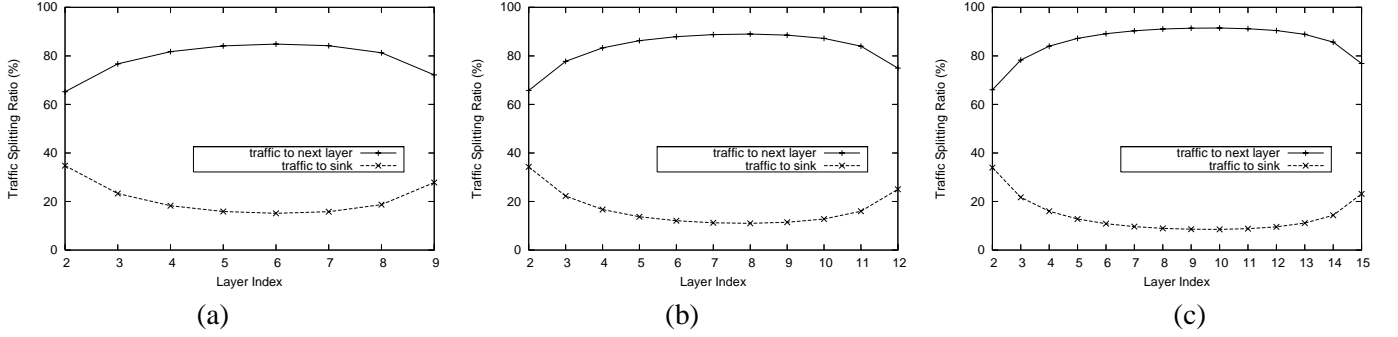 100
80
60
40
20
0
Traffic Splitting Ratio (%)
traffic to next layer
traffic to sink
2 3 4 5 6 7 8 9
Layer Index
(a)
100
80
60
40
20
0
Traffic Splitting Ratio (%)
traffic to next layer
traffic to sink
2 3 4 5 6 7 8 9 10 11 12
Layer Index
(b)
100
80
60
40
20
0
Traffic Splitting Ratio (%)
traffic to next layer
traffic to sink
2 3 4 5 6 7 8 9 10 11 12 13 14 15
Layer Index
(c)